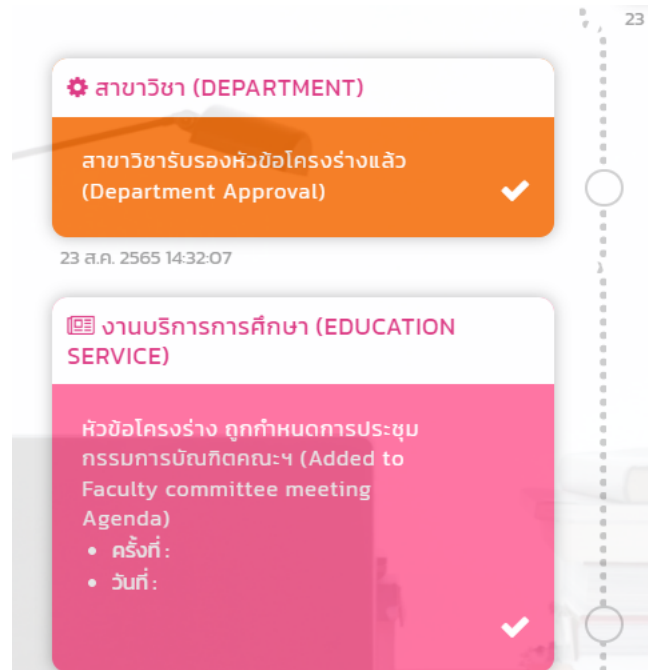 23
สาขาวิชา (DEPARTMENT)
สาขาวิชารับรองหัวข้อโครงร่างแล้ว
(Department Approval)
23 ส.ค. 2565 14:32:07
งานบริการการศึกษา (EDUCATION
SERVICE)
หัวข้อโครงร่าง ถูกกำหนดการประชุม
กรรมการบัณฑิตคณะฯ (Added to
Faculty committee meeting
Agenda)
• ครั้งที่ :
• วันที่ :